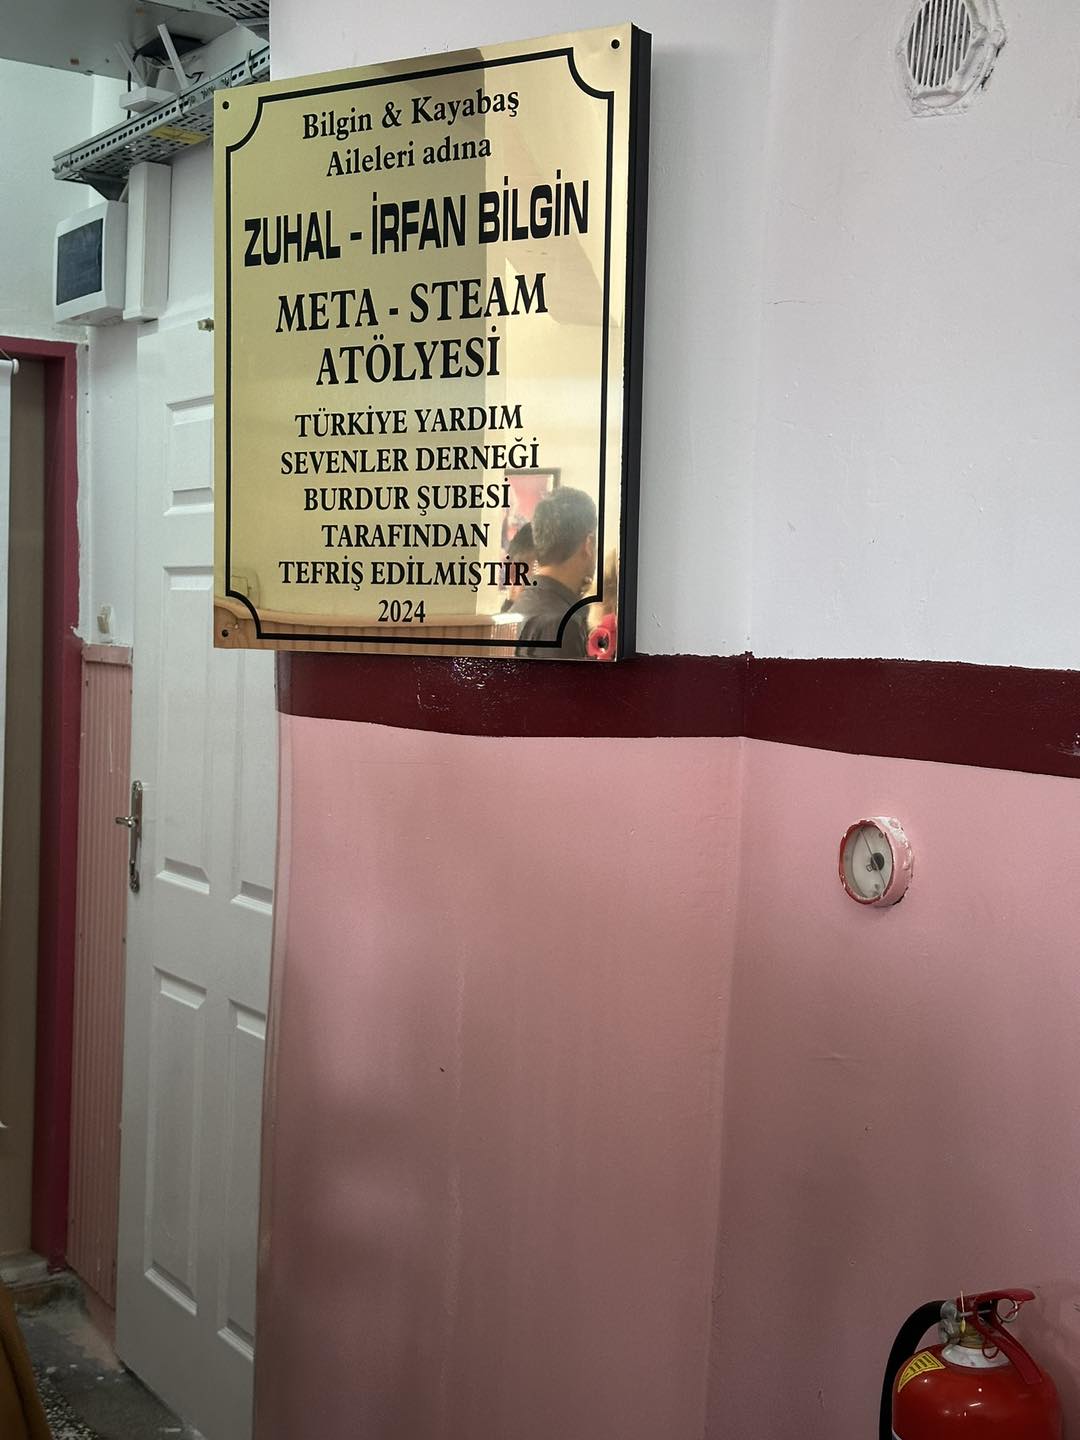 Bilgin & Kayabaş
Aileleri adına
ZUHAL - İRFAN BİLGİN
META - STEAM
ATÖLYESİ
TÜRKİYE YARDIM
SEVENLER DERNEĞİ
BURDUR ŞUBESİ
TARAFINDAN
TEFRİŞ EDİLMİŞTİR.
2024